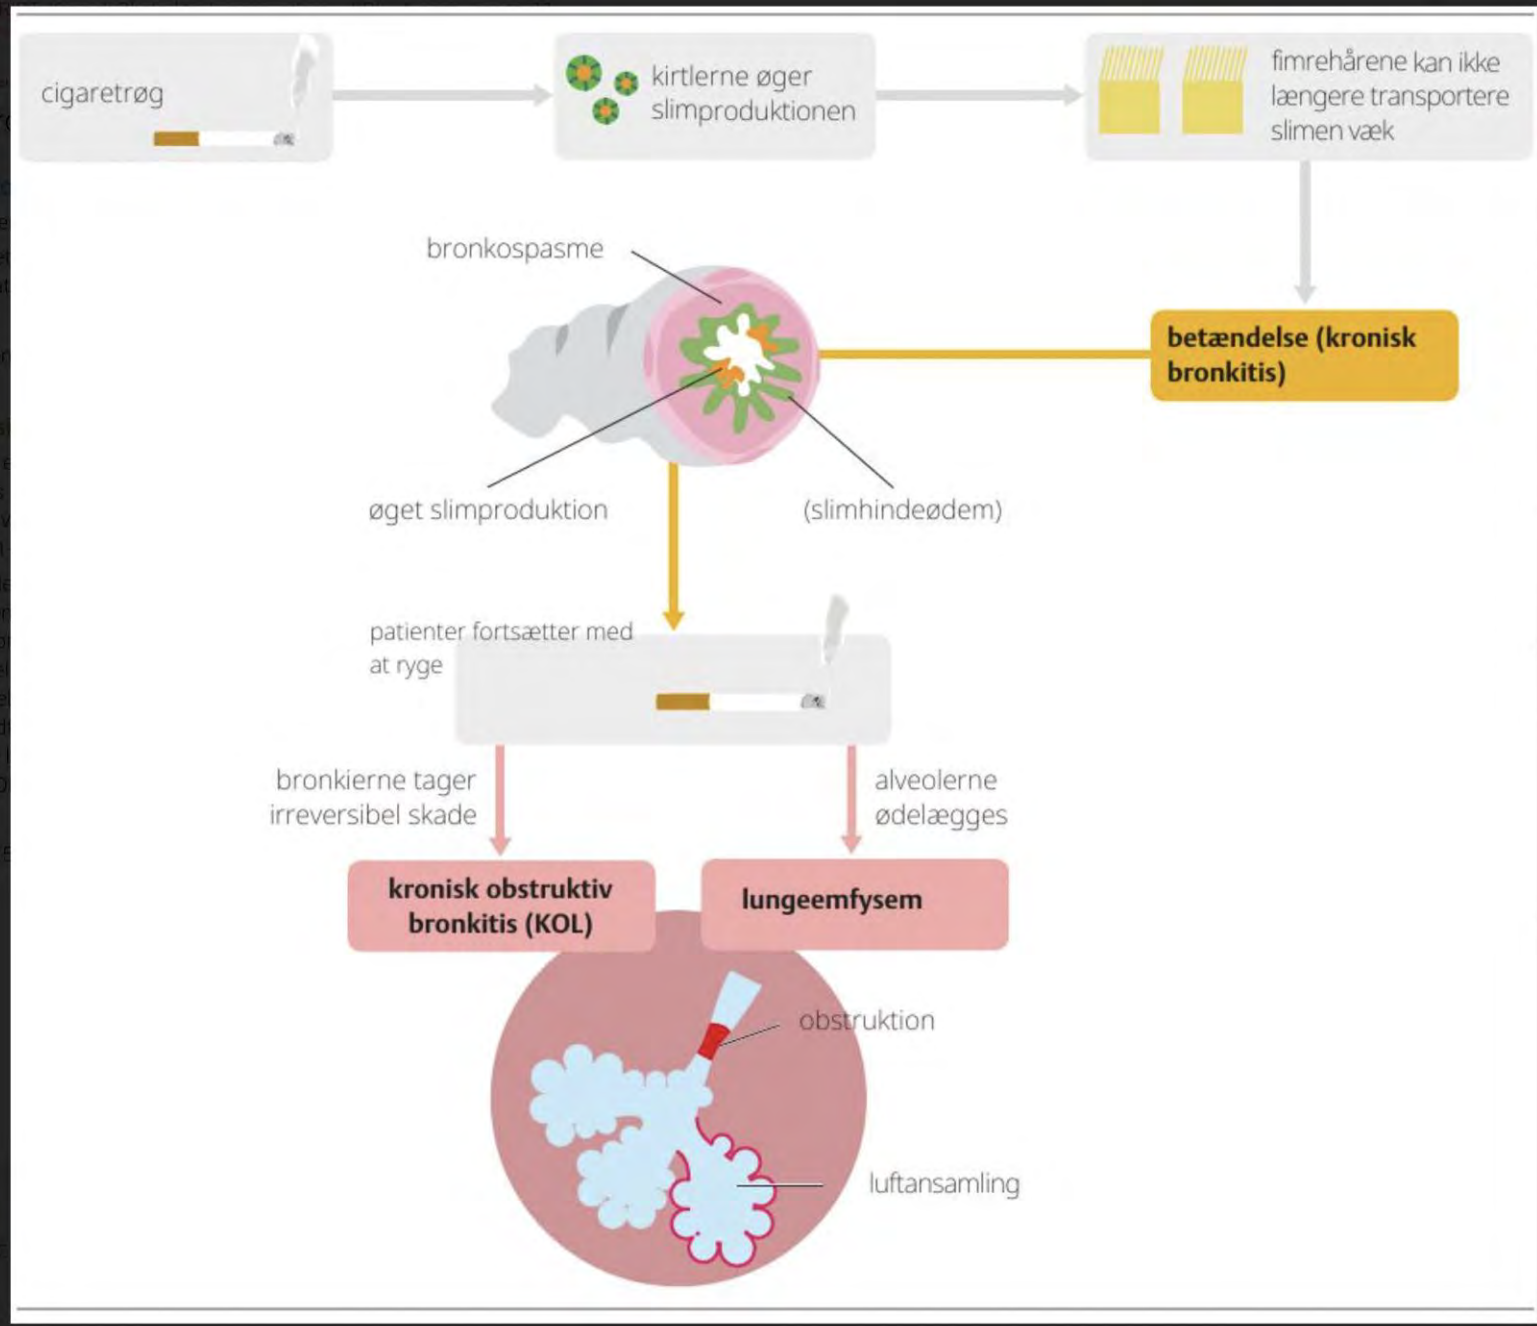 cigaretrøg
kirtlerne øger
slimproduktionen
fimrehårene kan ikke
længere transportere
slimen væk
bronkospasme
betændelse (kronisk
bronkitis)
øget slimproduktion
(slimhindeødem)
patienter fortsætter med
at ryge
bronkierne tager
irreversibel skade
alveolerne
ødelægges
kronisk obstruktiv
bronkitis (KOL)
lungeemfysem
obstruktion
luftansamling